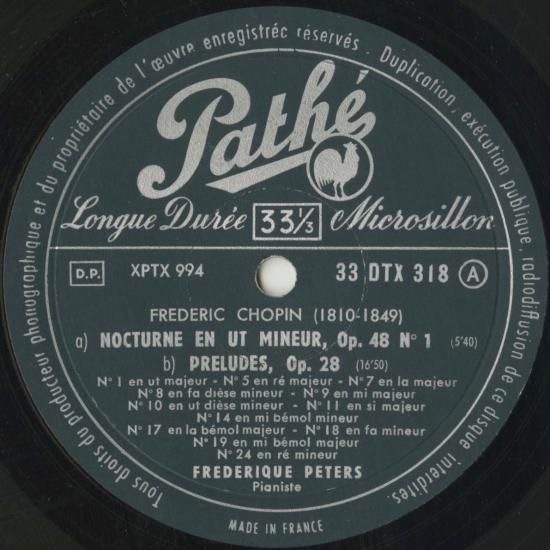 Tous droits du producteur phonographique et du propriétaire de l'œuvre enregistréc réservés. Duplication, exécution publique, radiodiffusion de ce disque interdites.
Pathé
Longue Durée 33⅓ Microsillon
D.P. XPTX 994 33 DTX 318 A
FREDERIC CHOPIN (1810-1849)
a) NOCTURNE EN UT MINEUR, Op. 48 N° 1 (5'40)
b) PRELUDES, Op. 28 (16'50)
N° 1 en ut majeur - N° 5 en ré majeur - N° 7 en la majeur
N° 8 en fa dièse mineur - N° 9 en mi majeur
N° 10 en ut dièse mineur - N° 11 en si majeur
N° 14 en mi bémol mineur
N° 17 en la bémol majeur - N° 18 en fa mineur
N° 19 en mi bémol majeur
N° 24 en ré mineur
FREDERIQUE PETERS
Pianiste
MADE IN FRANCE